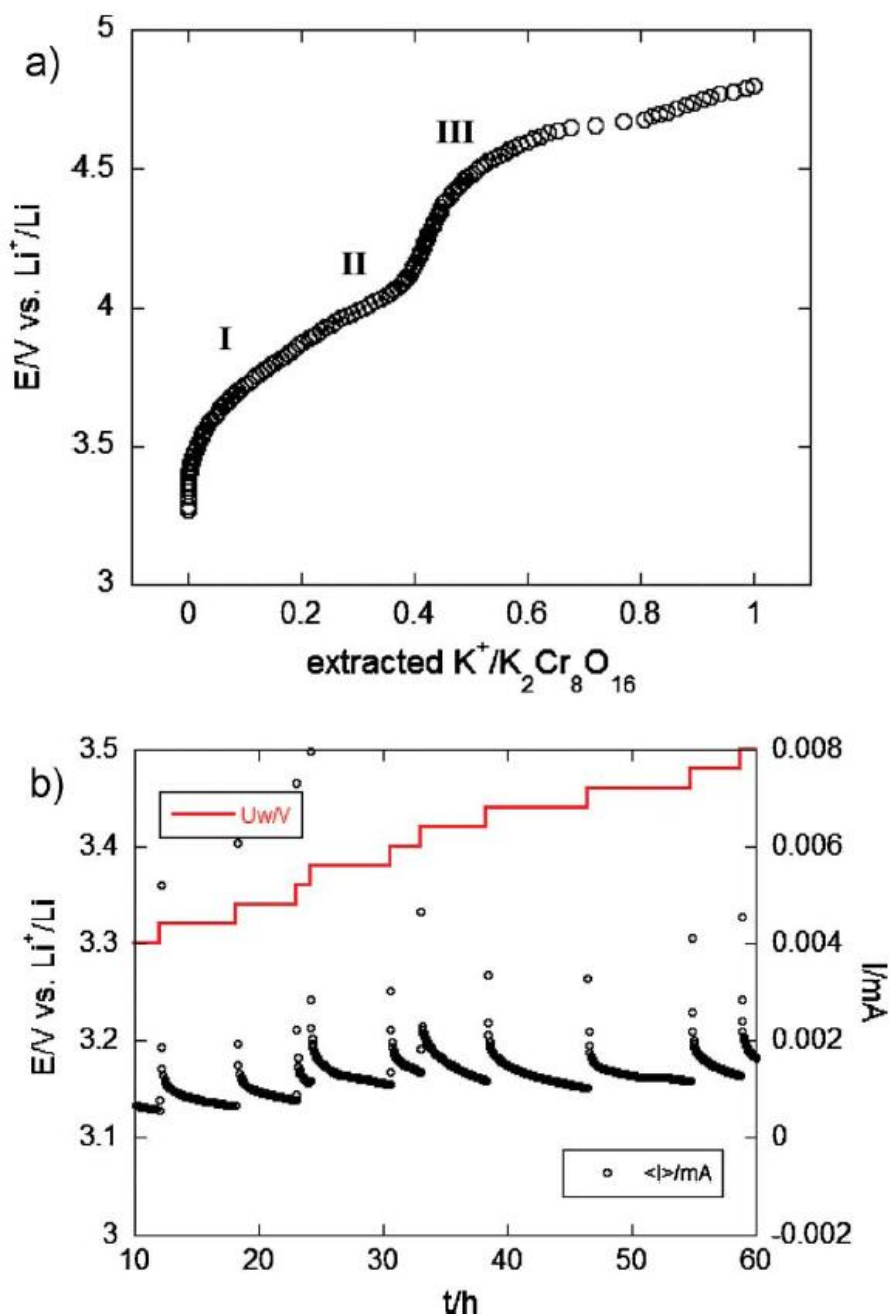 a)
5
4.5
4
3.5
3
E/V vs. Li⁺/Li
I
II
III
0 0.2 0.4 0.6 0.8 1
extracted K⁺/K₂Cr₈O₁₆
b)
3.5
3.4
3.3
3.2
3.1
3
E/V vs. Li⁺/Li
Uw/V
<I>/mA
0.008
0.006
0.004
0.002
0
-0.002
I/mA
10 20 30 40 50 60
t/h